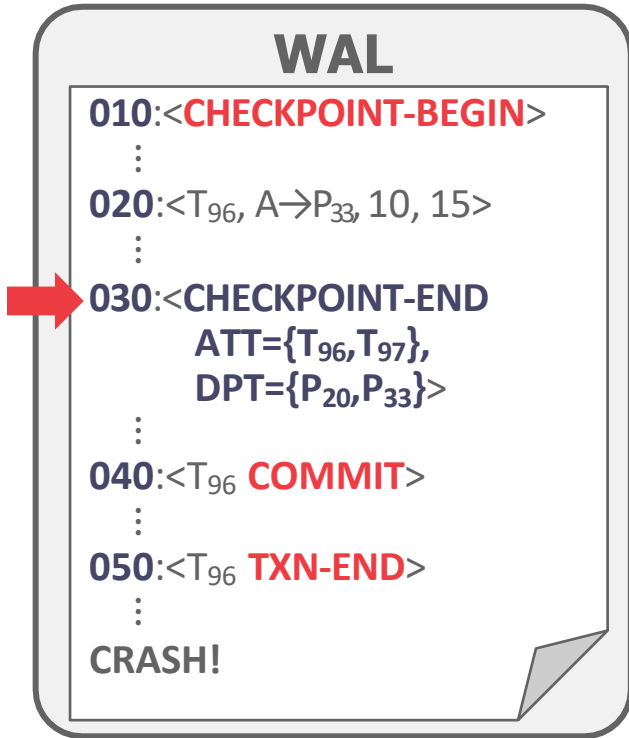 WAL
010:<CHECKPOINT-BEGIN>
⋮
020:<T₉₆, A→P₃₃, 10, 15>
⋮
030:<CHECKPOINT-END
ATT={T₉₆,T₉₇},
DPT={P₂₀,P₃₃}>
⋮
040:<T₉₆ COMMIT>
⋮
050:<T₉₆ TXN-END>
⋮
CRASH!